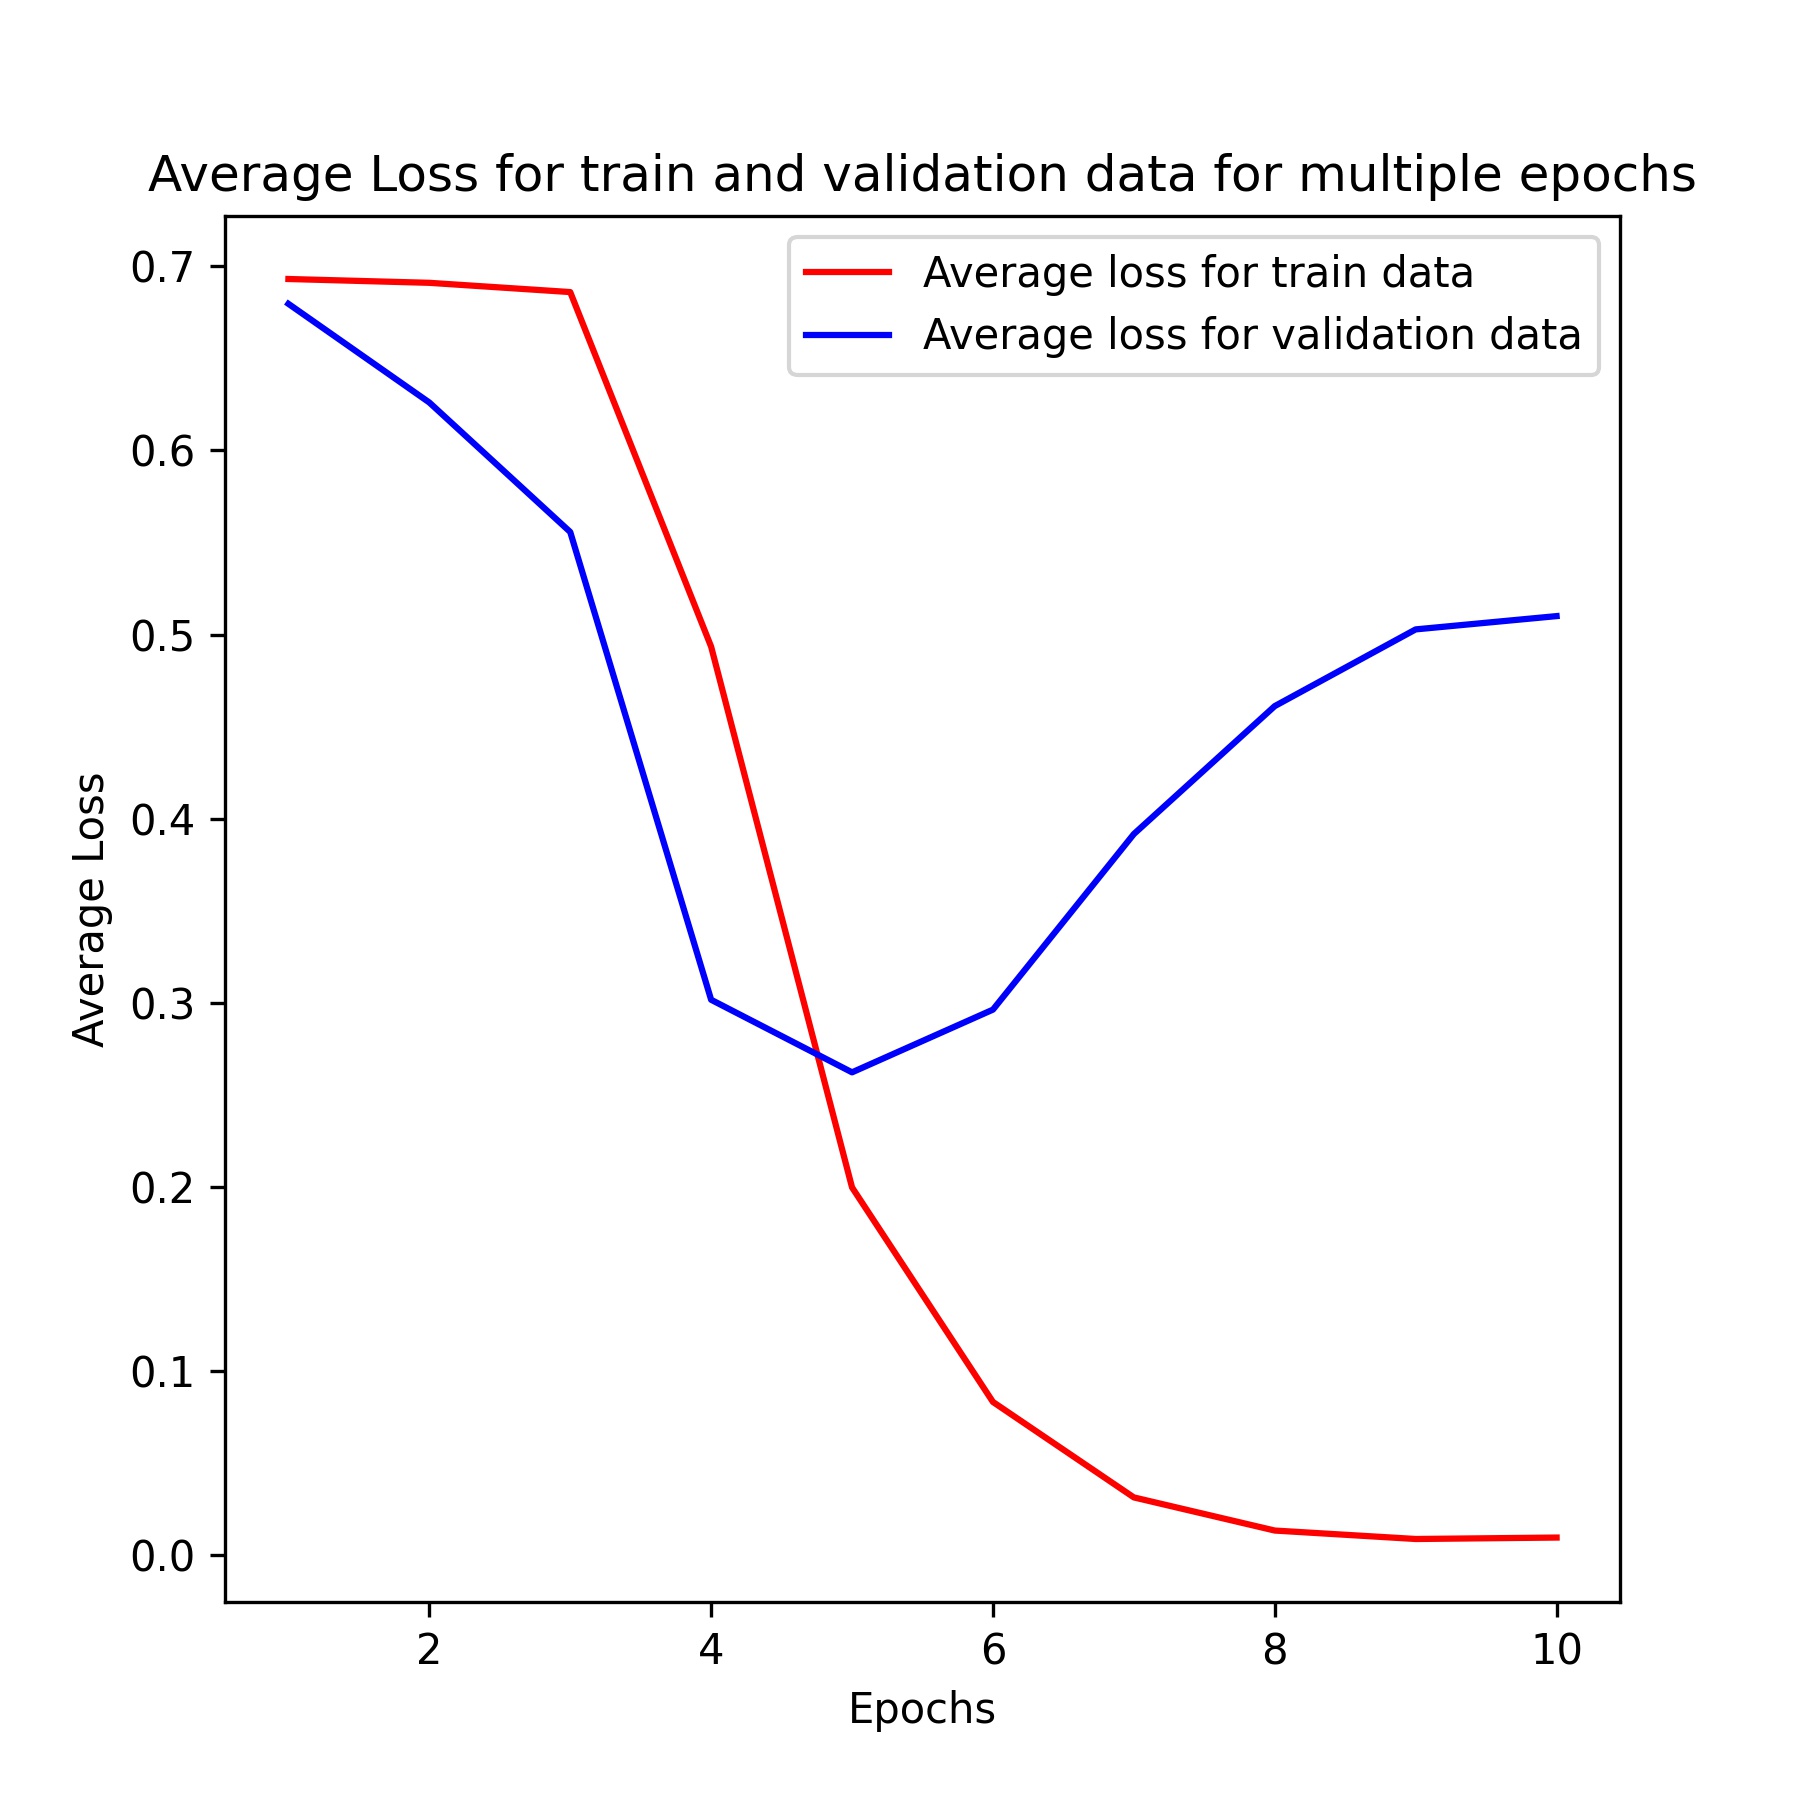 Average Loss for train and validation data for multiple epochs
Average loss for train data
Average loss for validation data
0.7
0.6
0.5
0.4
0.3
0.2
0.1
0.0
Average Loss
2 4 6 8 10
Epochs